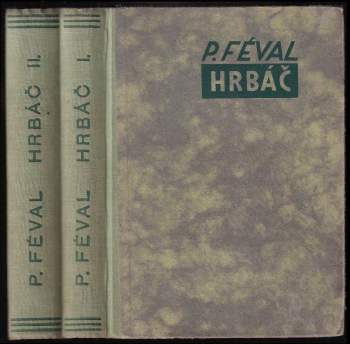 P. FÉVAL HRBÁČ II.
P. FÉVAL HRBÁČ I.
P. FÉVAL
HRBÁČ